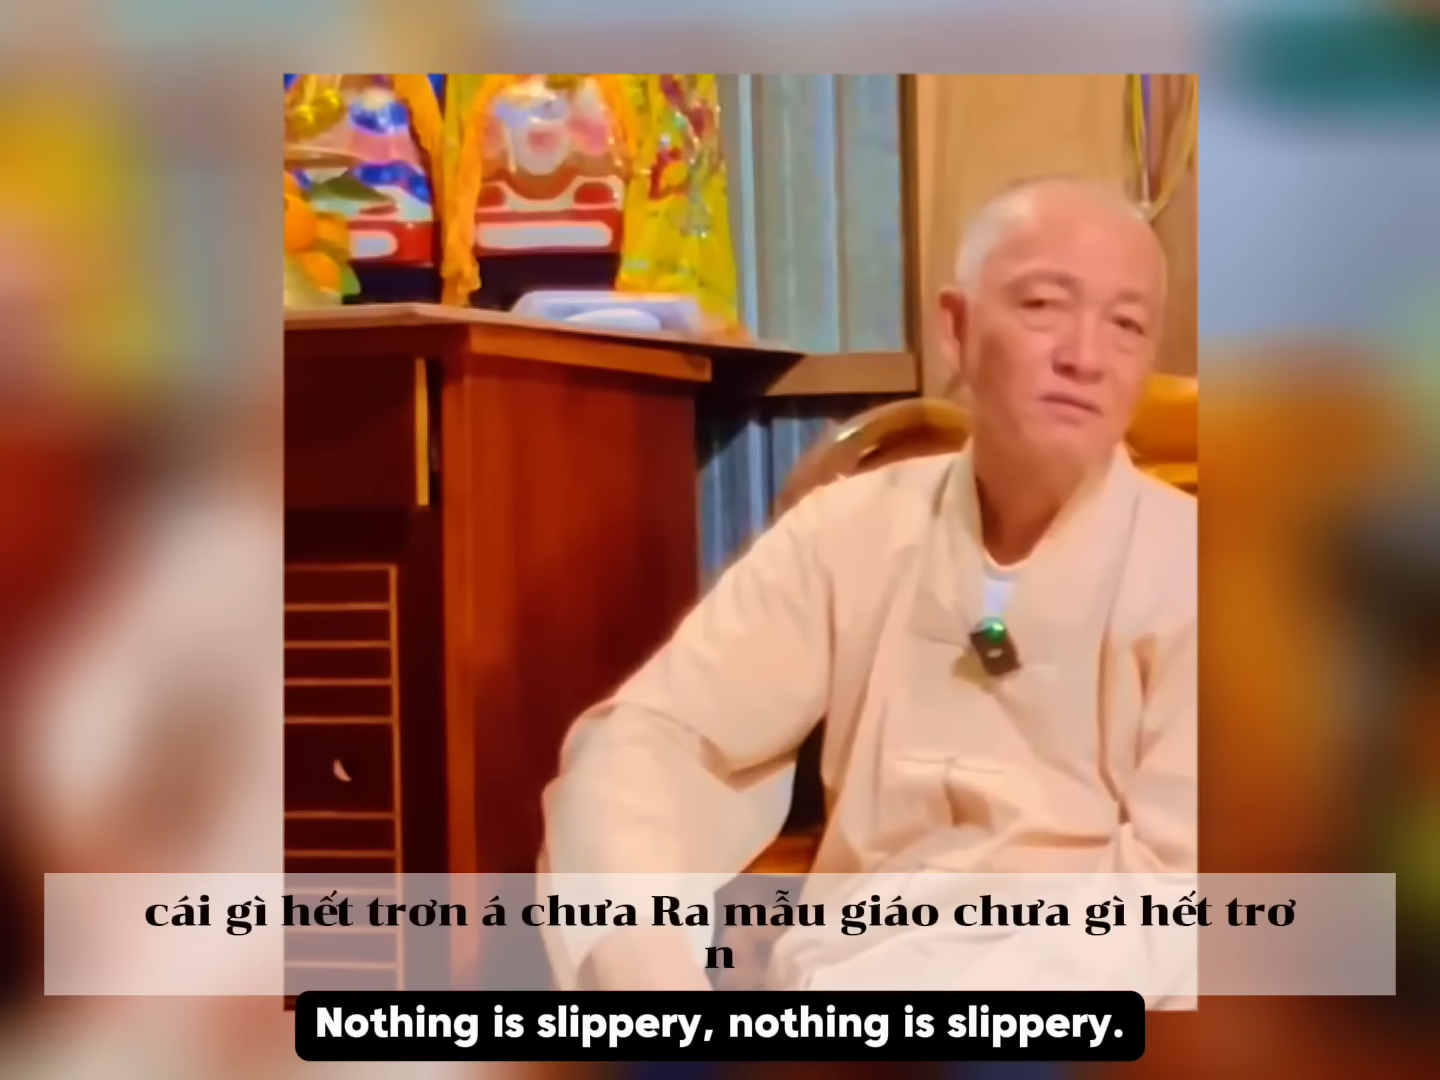 cái gì hết trơn á chưa Ra mẫu giáo chưa gì hết trơ
n
Nothing is slippery, nothing is slippery.